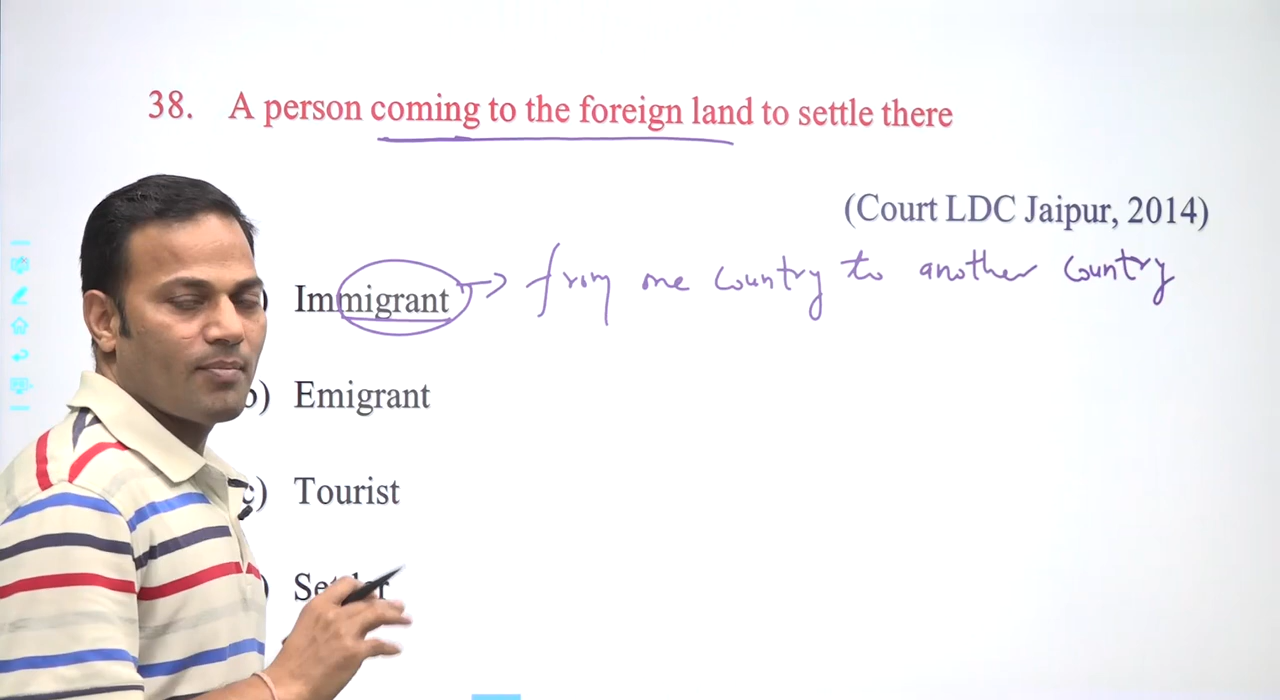 38. A person coming to the foreign land to settle there
(Court LDC Jaipur, 2014)
) Immigrant → from one country to another country
b) Emigrant
c) Tourist
) Settler